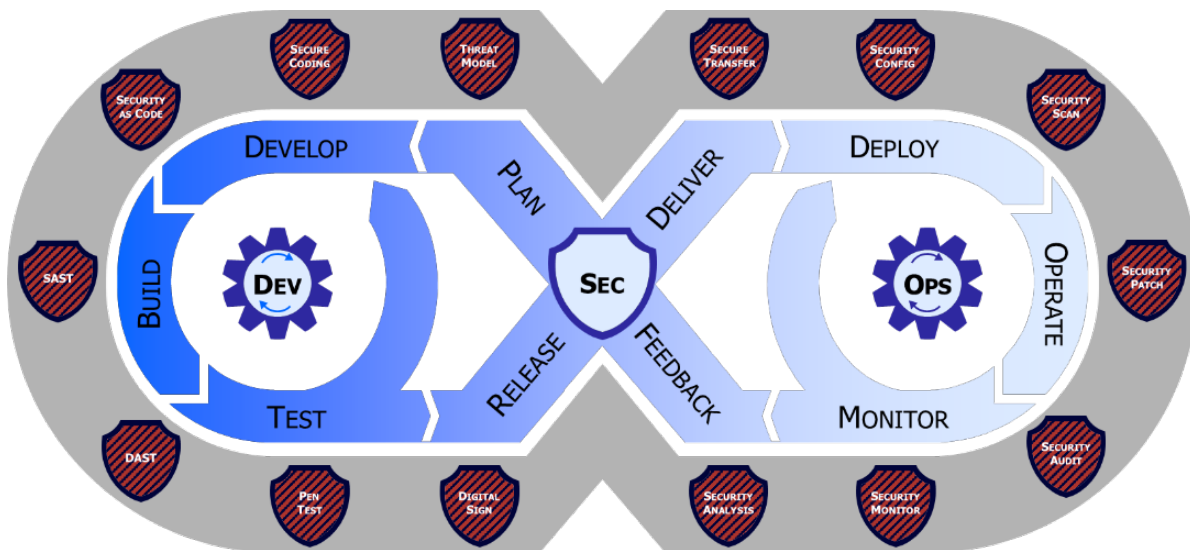 SECURE
CODING
THREAT
MODEL
SECURE
TRANSFER
SECURITY
CONFIG
SECURITY
AS CODE
SECURITY
SCAN
DEVELOP
PLAN
DELIVER
DEPLOY
SAST
BUILD
DEV
SEC
OPS
OPERATE
SECURITY
PATCH
TEST
RELEASE
FEEDBACK
MONITOR
DAST
SECURITY
AUDIT
PEN
TEST
DIGITAL
SIGN
SECURITY
ANALYSIS
SECURITY
MONITOR